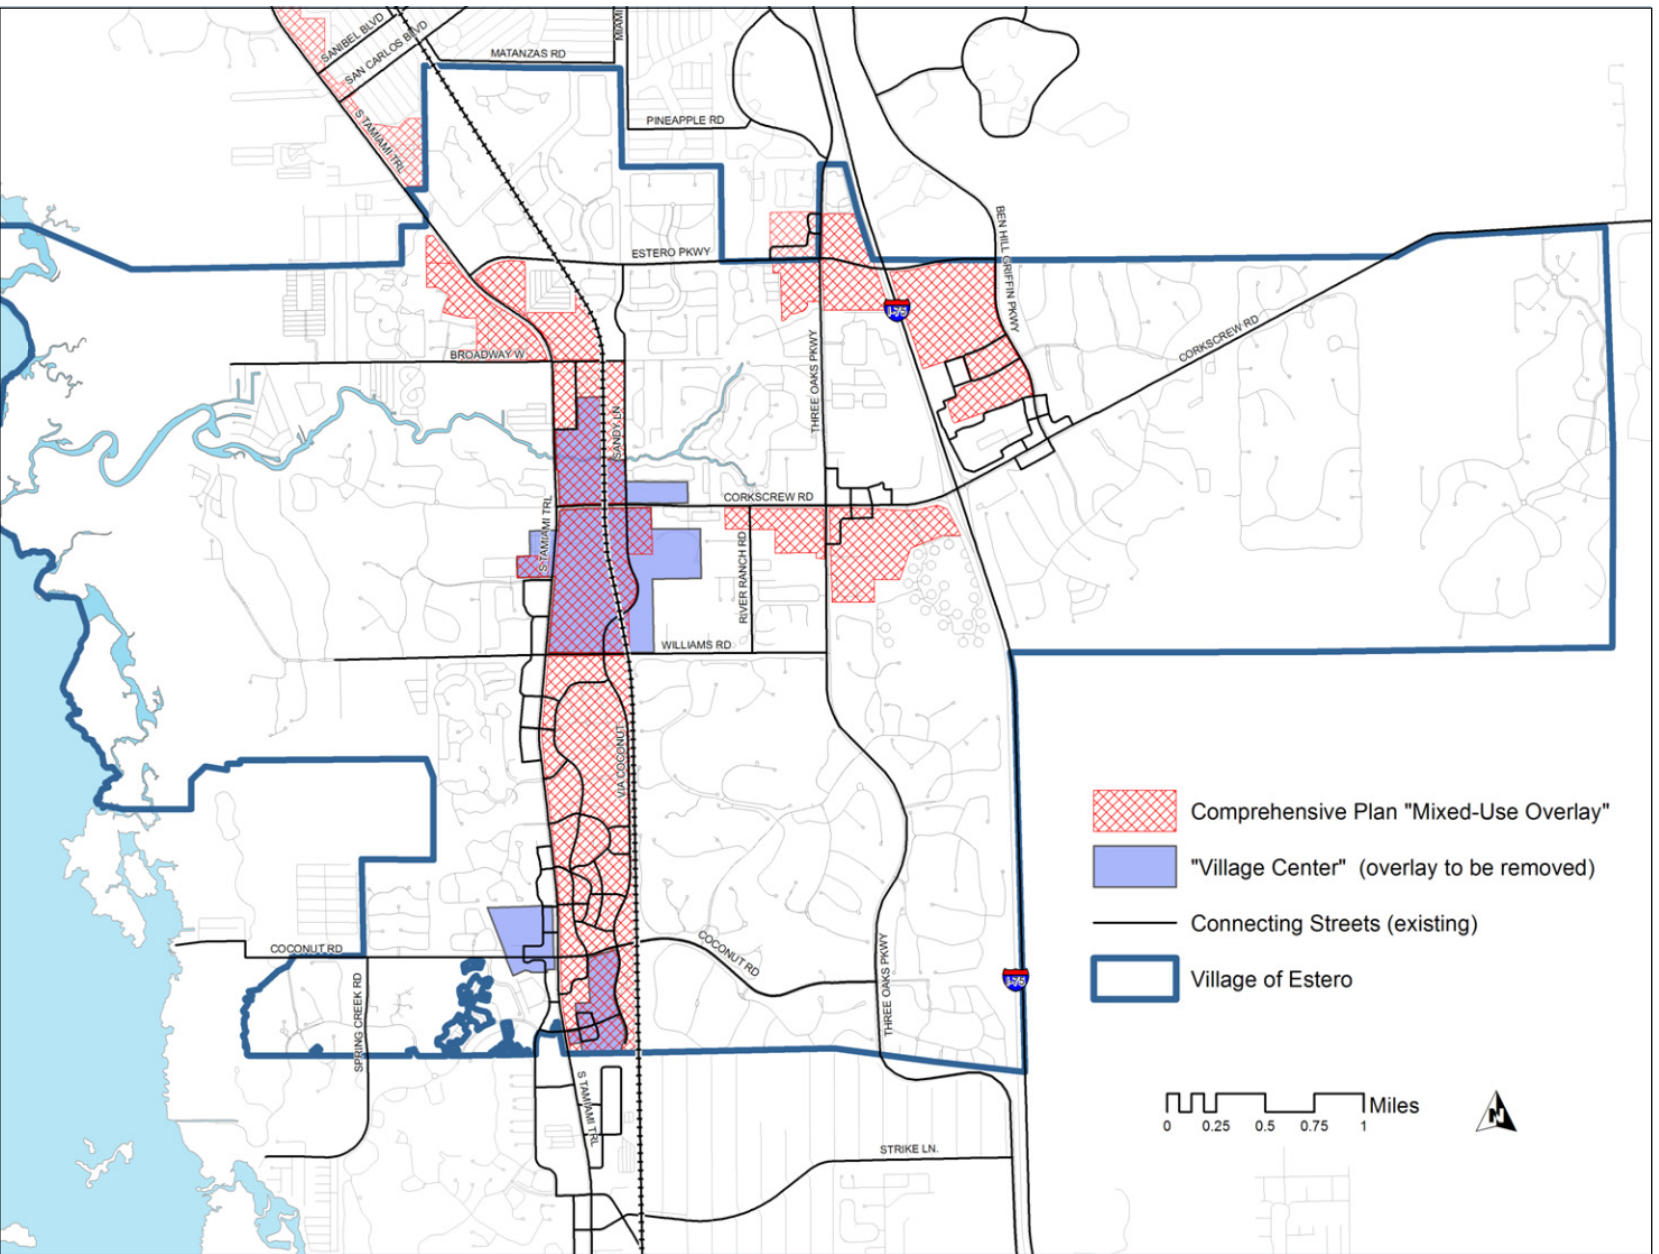 MIAMI
SANIBEL BLVD
SAN CARLOS BLVD
MATANZAS RD
S TAMIAMI TRL
PINEAPPLE RD
BEN HILL GRIFFIN PKWY
ESTERO PKWY
I-75
THREE OAKS PKWY
CORKSCREW RD
BROADWAY W.
SANDY LN
CORKSCREW RD
S TAMIAMI TRL
RIVER RANCH RD
WILLIAMS RD
VIA COCONUT
Comprehensive Plan "Mixed-Use Overlay"
"Village Center" (overlay to be removed)
Connecting Streets (existing)
Village of Estero
COCONUT RD
COCONUT RD
THREE OAKS PKWY
I-75
SPRING CREEK RD
S TAMIAMI TRL
STRIKE LN.
Miles
0 0.25 0.5 0.75 1
N